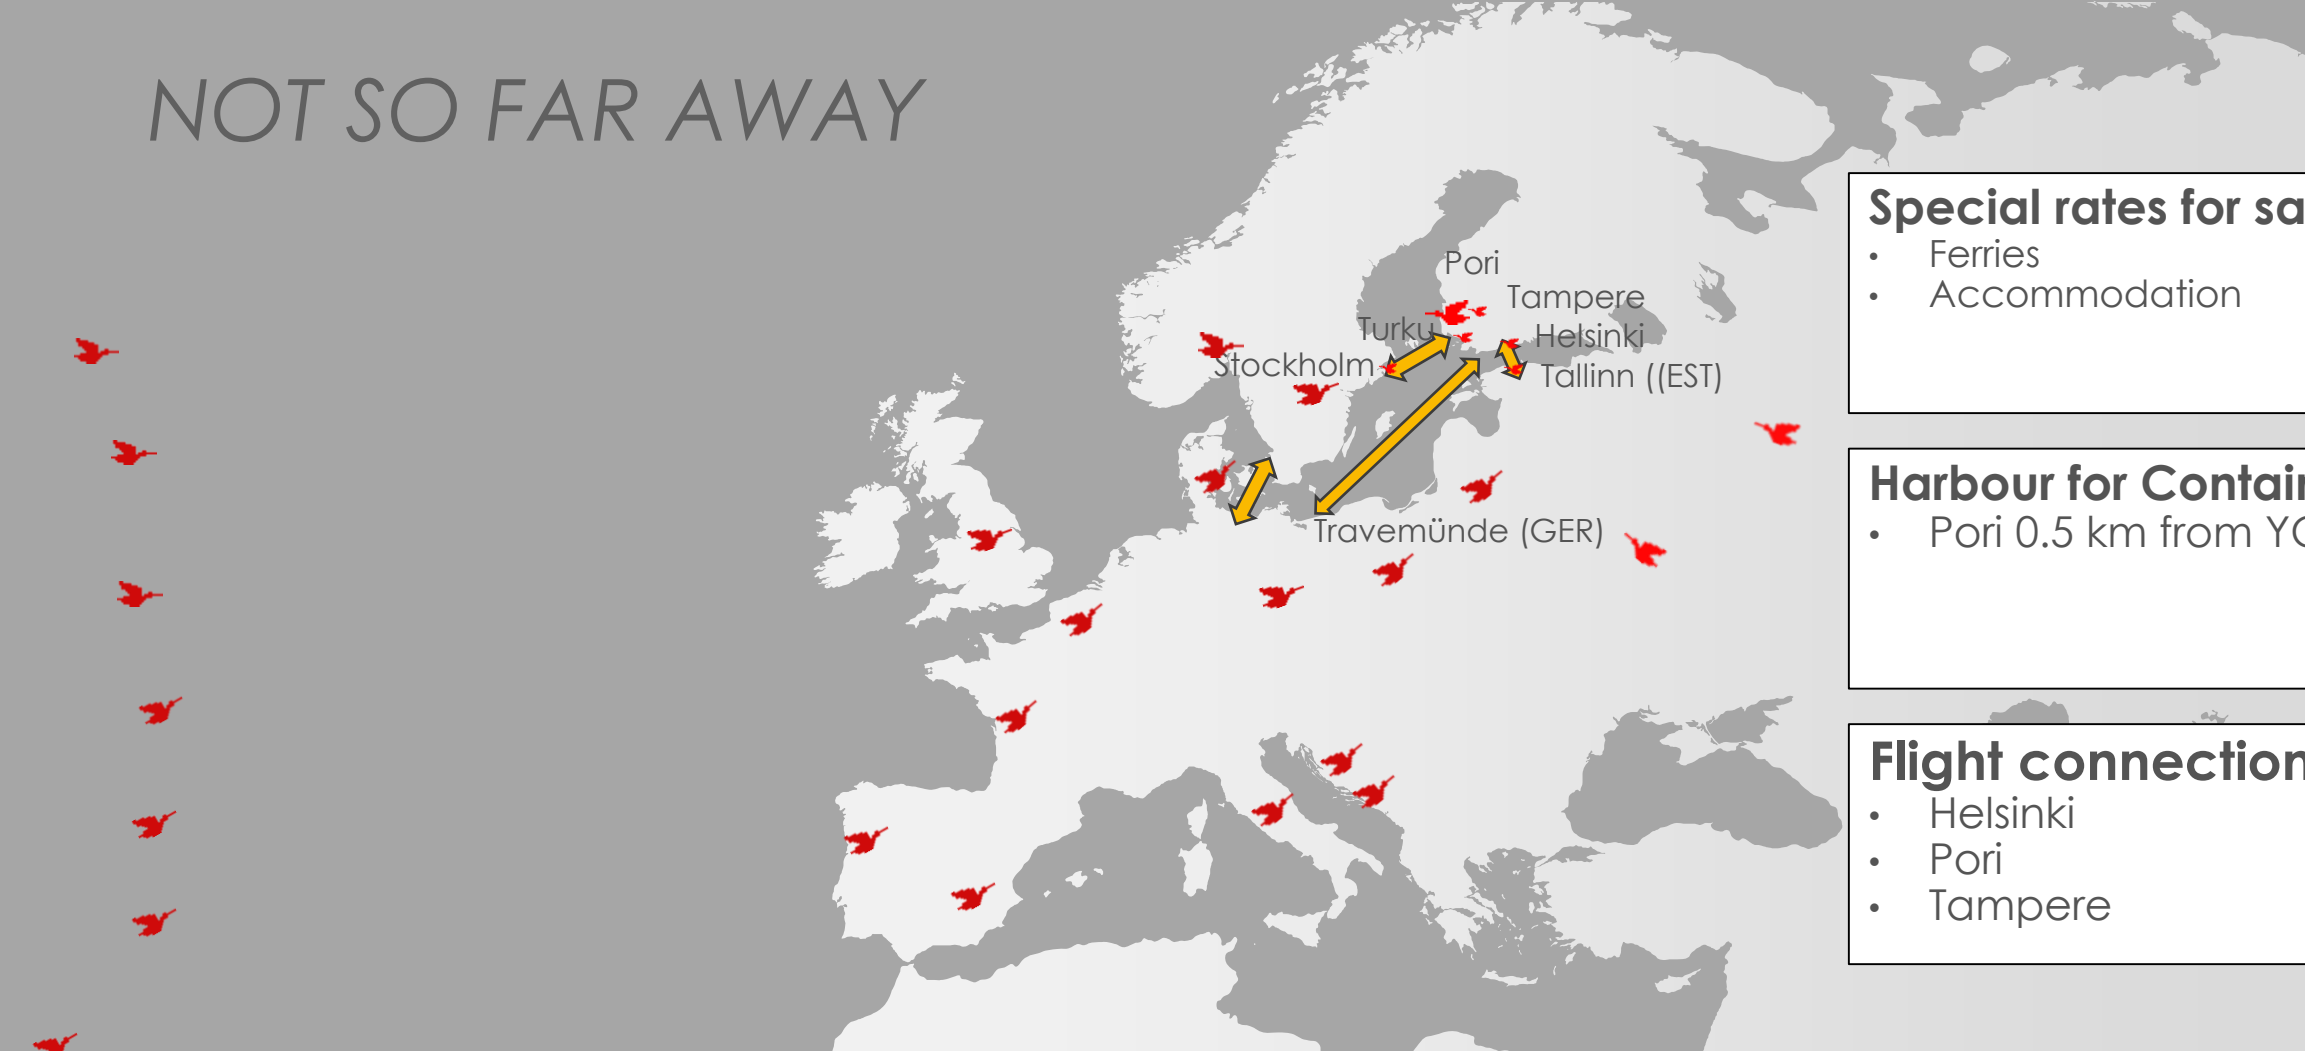 NOT SO FAR AWAY
Pori
Tampere
Turku
Helsinki
Stockholm
Tallinn ((EST)
Travemünde (GER)
Special rates for sa
• Ferries
• Accommodation
Harbour for Contai
• Pori 0.5 km from
Flight connection
• Helsinki
• Pori
• Tampere